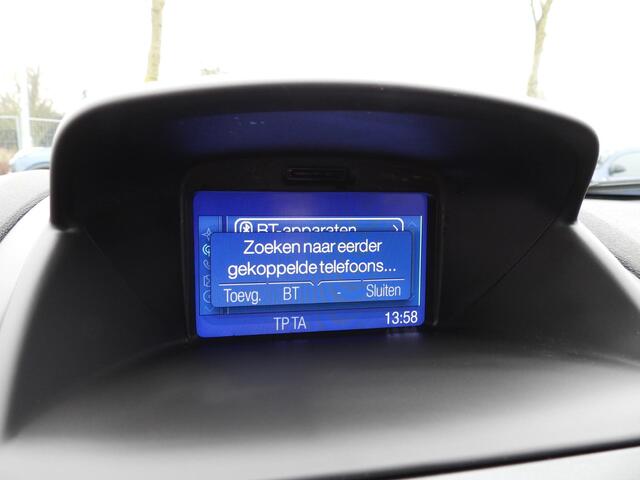 BT-apparaten
Zoeken naar eerder
gekoppelde telefoons...
Toevg. BT - Sluiten
TP TA 13:58